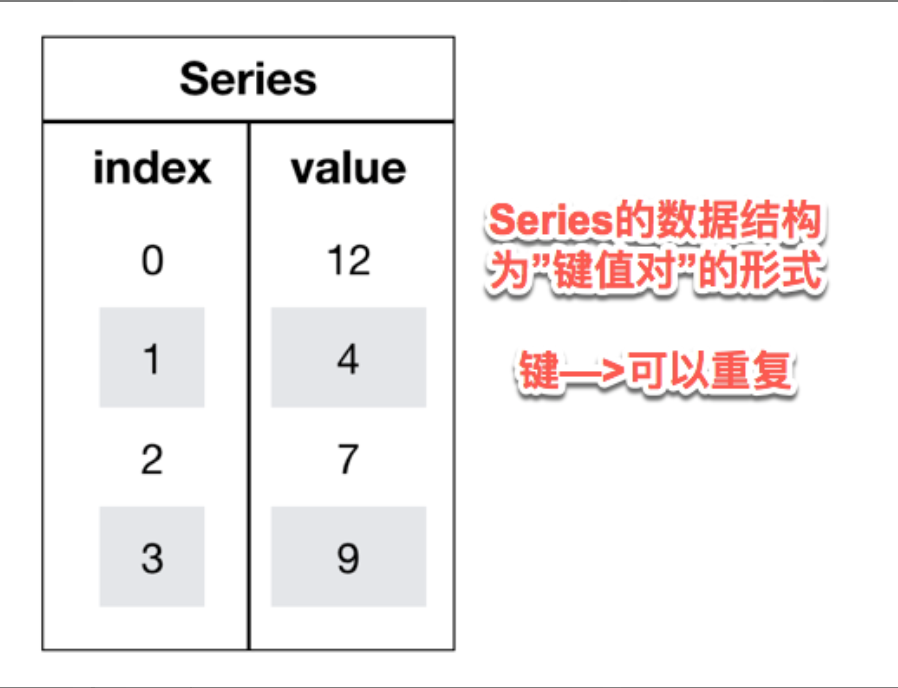 Series
index value
0 12
1 4
2 7
3 9
Series的数据结构
为”键值对”的形式
键—>可以重复